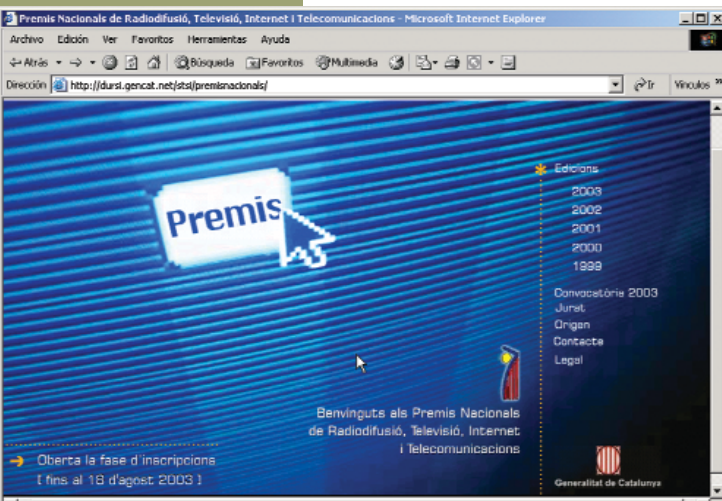 Premis Nacionals de Radiodifusió, Televisió, Internet i Telecomunicacions - Microsoft Internet Explorer
Archivo Edición Ver Favoritos Herramientas Ayuda
Atrás Búsqueda Favoritos Multimedia
Dirección http://dursi.gencat.net/stsi/premisnacionals/ Ir Vínculos »
Premis
Edicions
2003
2002
2001
2000
1999
Convocatòria 2003
Jurat
Origen
Contacte
Legal
Benvinguts als Premis Nacionals
de Radiodifusió, Televisió, Internet
i Telecomunicacions
Oberta la fase d'inscripcions
[ fins al 18 d'agost 2003 ]
Generalitat de Catalunya